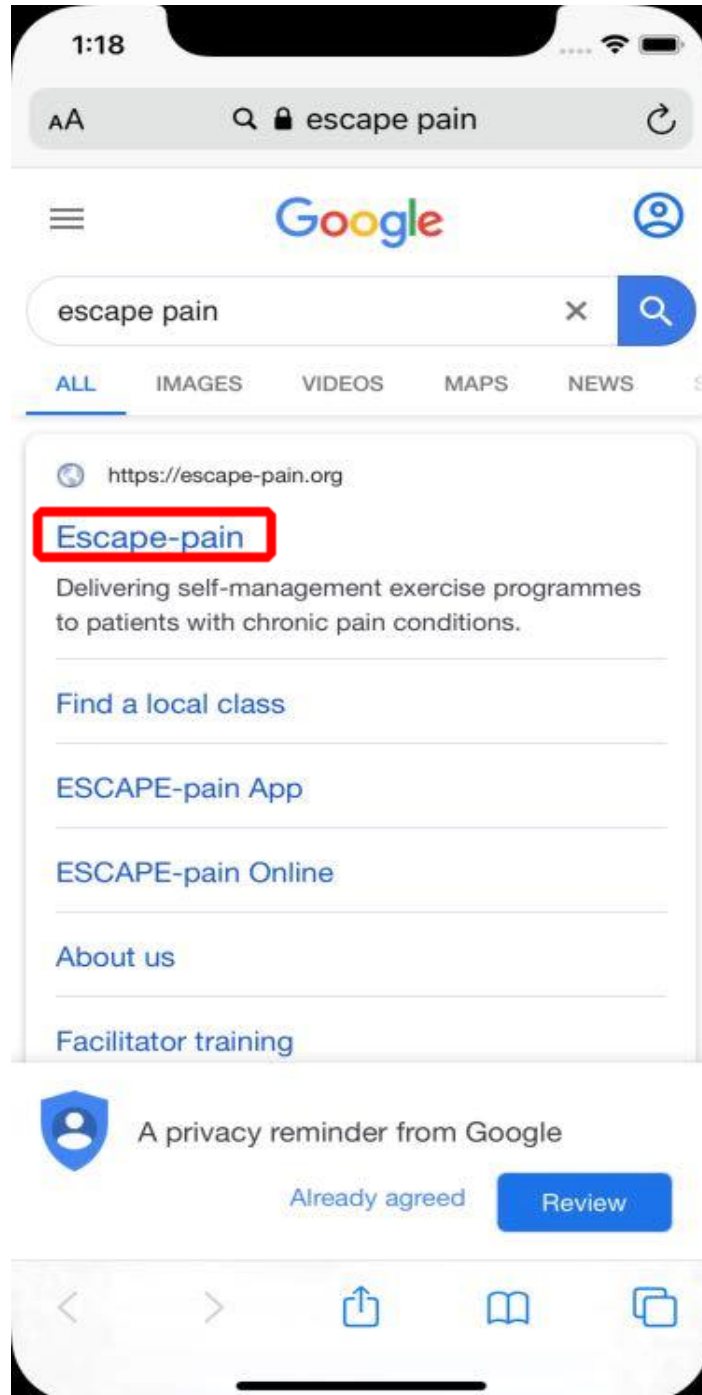 1:18
AA escape pain
Google
escape pain
ALL IMAGES VIDEOS MAPS NEWS
https://escape-pain.org
Escape-pain
Delivering self-management exercise programmes
to patients with chronic pain conditions.
Find a local class
ESCAPE-pain App
ESCAPE-pain Online
About us
Facilitator training
A privacy reminder from Google
Already agreed Review